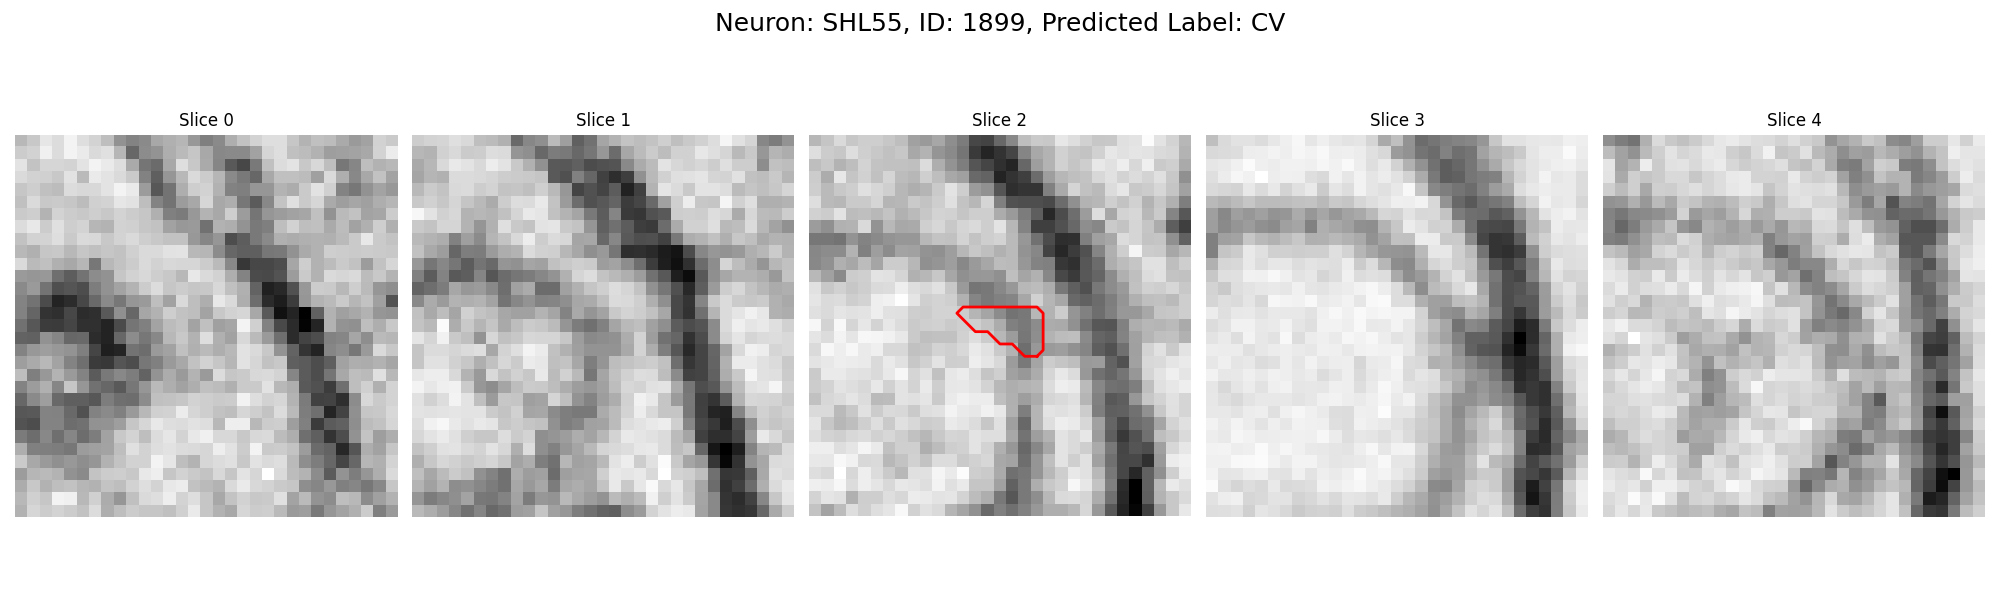 Neuron: SHL55, ID: 1899, Predicted Label: CV
Slice 0
Slice 1
Slice 2
Slice 3
Slice 4